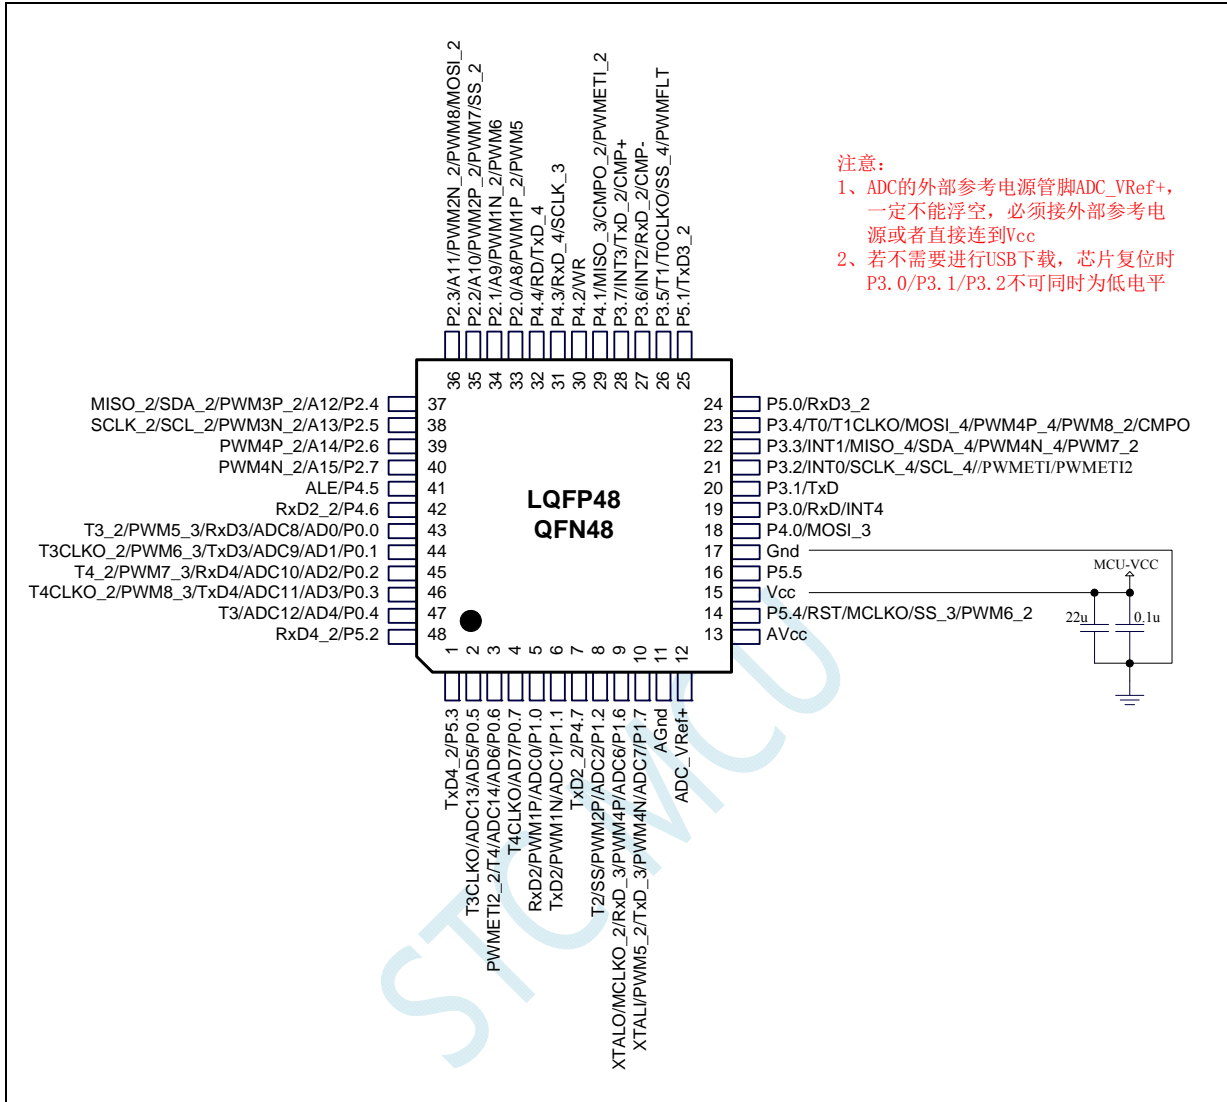 P2.3/A11/PWM2N_2/PWM8/MOSI_2
P2.2/A10/PWM2P_2/PWM7/SS_2
P2.1/A9/PWM1N_2/PWM6
P2.0/A8/PWM1P_2/PWM5
P4.4/RD/TxD_4
P4.3/RxD_4/SCLK_3
P4.2/WR
P4.1/MISO_3/CMPO_2/PWMETI_2
P3.7/INT3/TxD_2/CMP+
P3.6/INT2/RxD_2/CMP-
P3.5/T1/T0CLKO/SS_4/PWMFLT
P5.1/TxD3_2
注意：
1、ADC的外部参考电源管脚ADC_VRef+，
一定不能浮空，必须接外部参考电
源或者直接连到Vcc
2、若不需要进行USB下载，芯片复位时
P3.0/P3.1/P3.2不可同时为低电平
36 35 34 33 32 31 30 29 28 27 26 25
MISO_2/SDA_2/PWM3P_2/A12/P2.4 37
SCLK_2/SCL_2/PWM3N_2/A13/P2.5 38
PWM4P_2/A14/P2.6 39
PWM4N_2/A15/P2.7 40
ALE/P4.5 41
RxD2_2/P4.6 42
T3_2/PWM5_3/RxD3/ADC8/AD0/P0.0 43
T3CLKO_2/PWM6_3/TxD3/ADC9/AD1/P0.1 44
T4_2/PWM7_3/RxD4/ADC10/AD2/P0.2 45
T4CLKO_2/PWM8_3/TxD4/ADC11/AD3/P0.3 46
T3/ADC12/AD4/P0.4 47
RxD4_2/P5.2 48
LQFP48
QFN48
24 P5.0/RxD3_2
23 P3.4/T0/T1CLKO/MOSI_4/PWM4P_4/PWM8_2/CMPO
22 P3.3/INT1/MISO_4/SDA_4/PWM4N_4/PWM7_2
21 P3.2/INT0/SCLK_4/SCL_4//PWMETI/PWMETI2
20 P3.1/TxD
19 P3.0/RxD/INT4
18 P4.0/MOSI_3
17 Gnd
16 P5.5
15 Vcc
14 P5.4/RST/MCLKO/SS_3/PWM6_2
13 AVcc
MCU-VCC
22u
0.1u
1 2 3 4 5 6 7 8 9 10 11 12
TxD4_2/P5.3
T3CLKO/ADC13/AD5/P0.5
PWMETI2_2/T4/ADC14/AD6/P0.6
T4CLKO/AD7/P0.7
RxD2/PWM1P/ADC0/P1.0
TxD2/PWM1N/ADC1/P1.1
TxD2_2/P4.7
T2/SS/PWM2P/ADC2/P1.2
XTALO/MCLKO_2/RxD_3/PWM4P/ADC6/P1.6
XTALI/PWM5_2/TxD_3/PWM4N/ADC7/P1.7
AGnd
ADC_VRef+
STCMCU